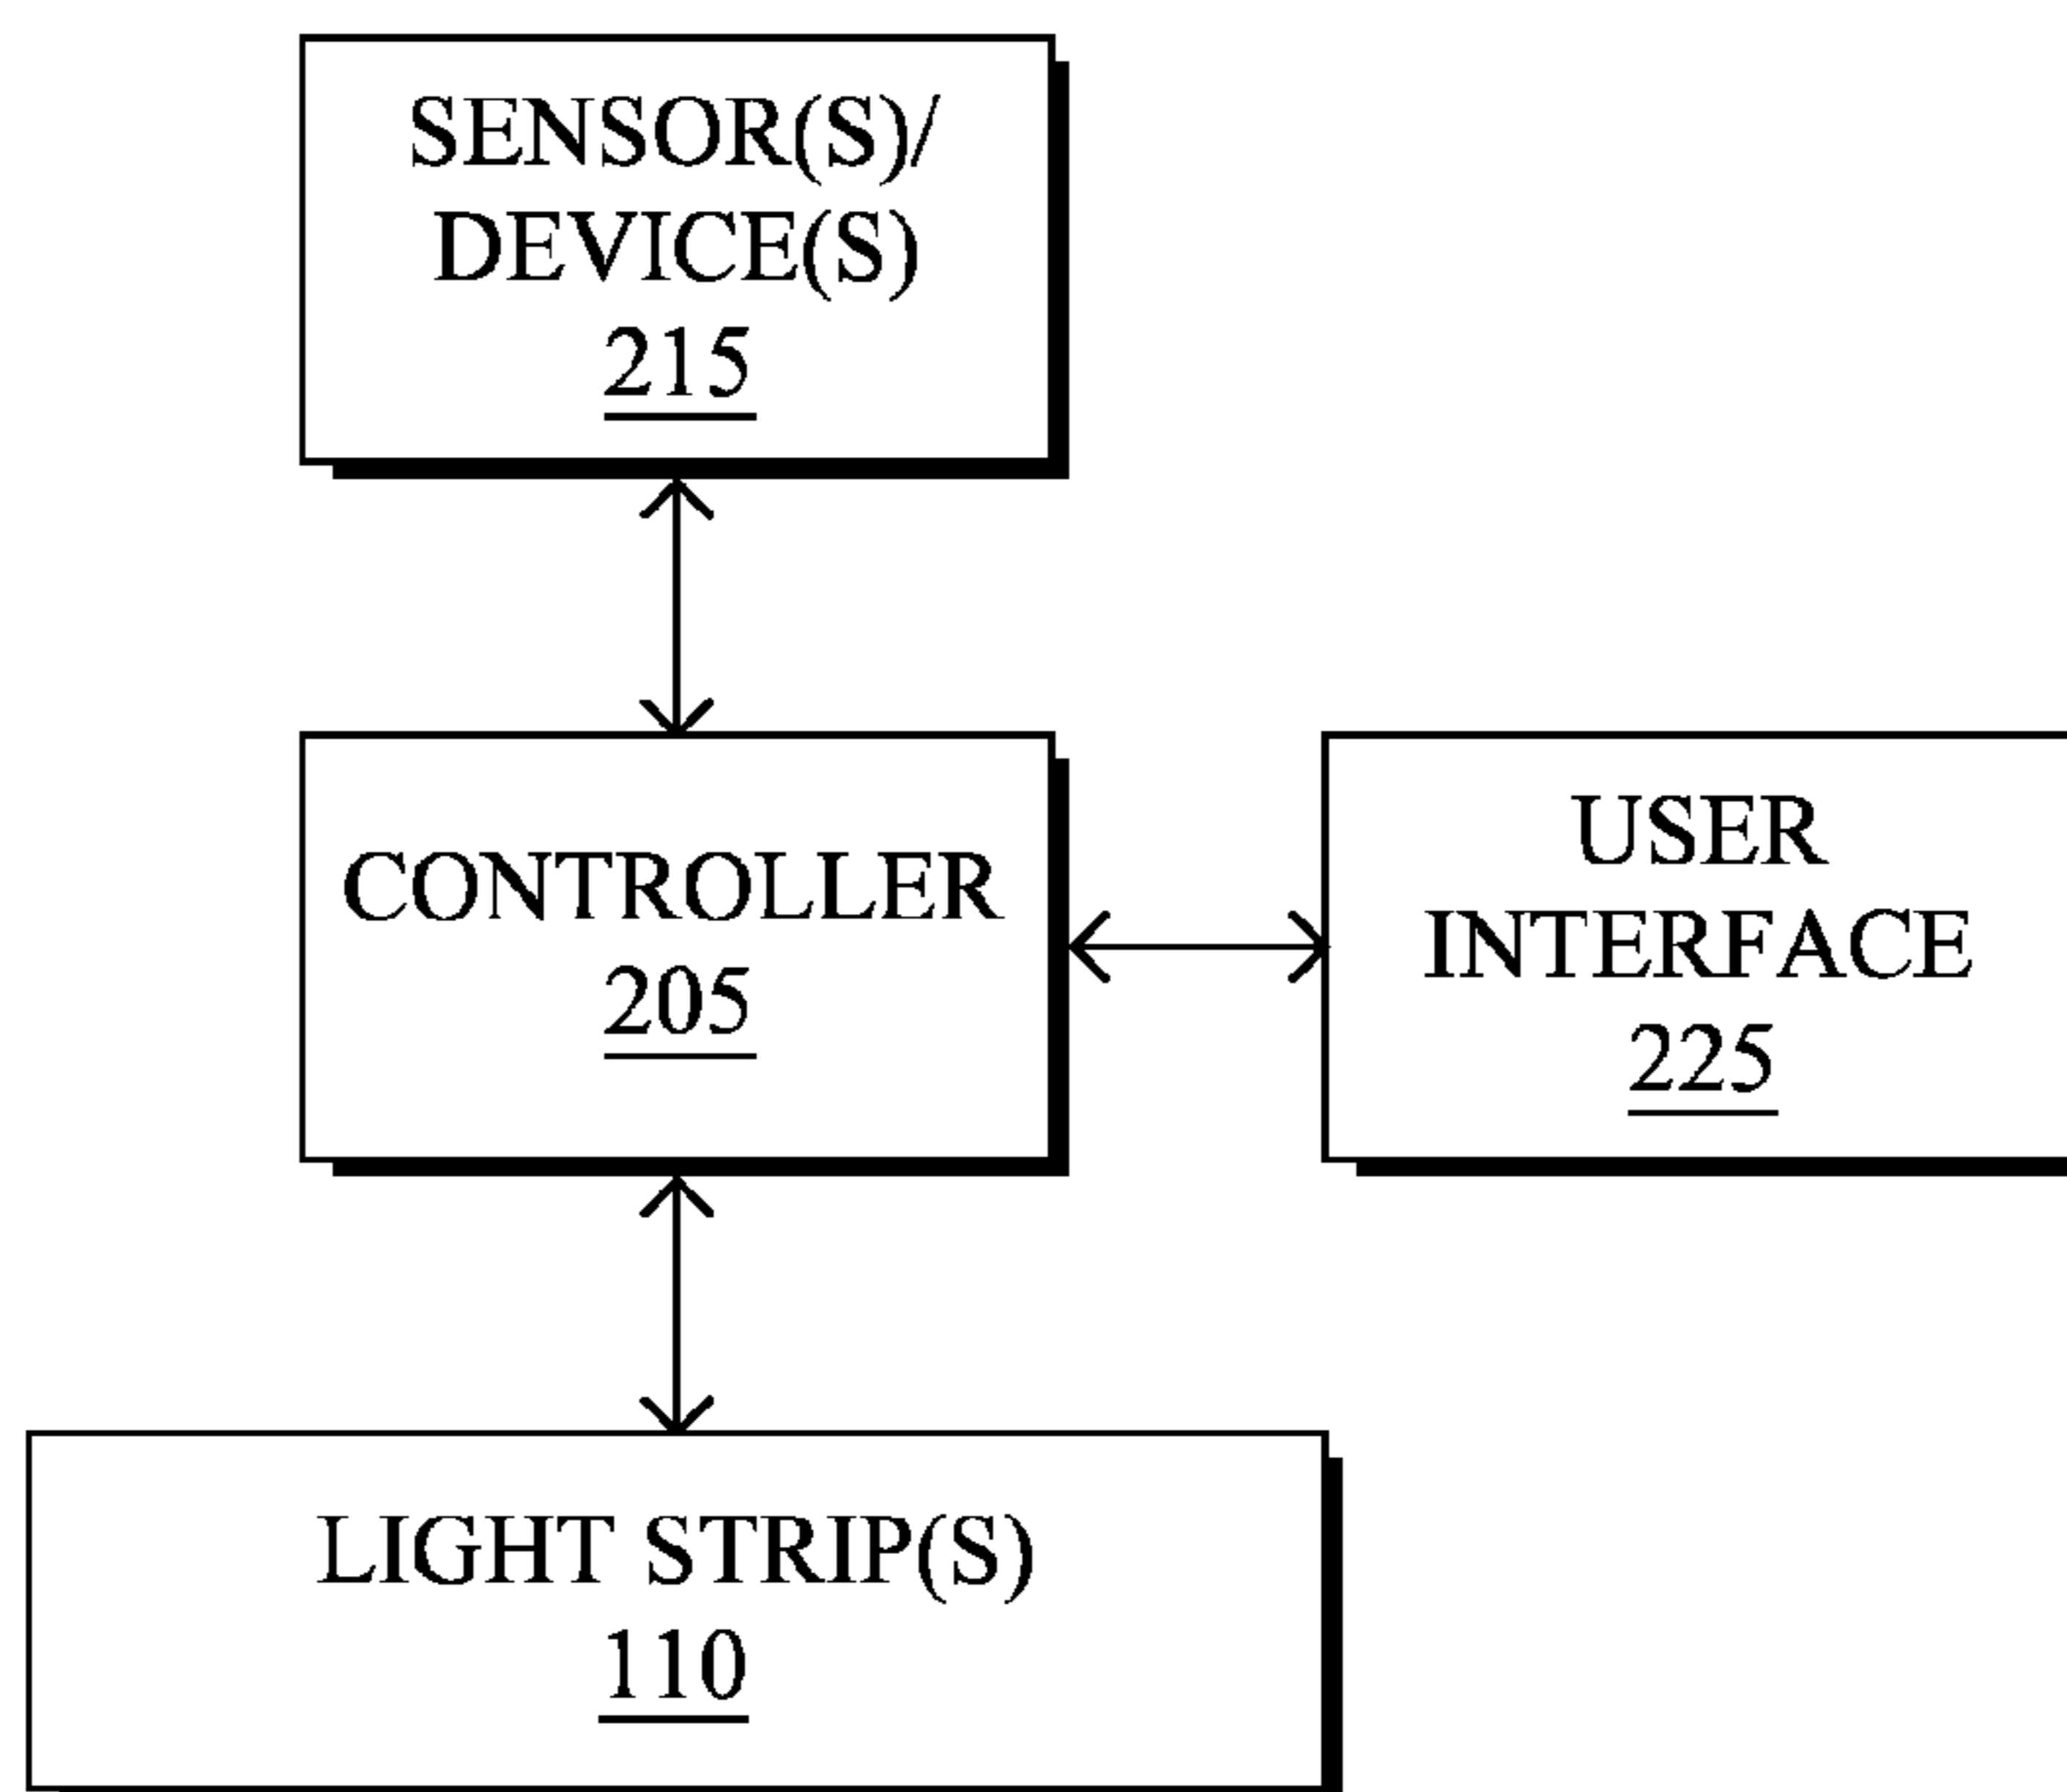 SENSOR(S)/
DEVICE(S)
215
CONTROLLER
205
USER
INTERFACE
225
LIGHT STRIP(S)
110